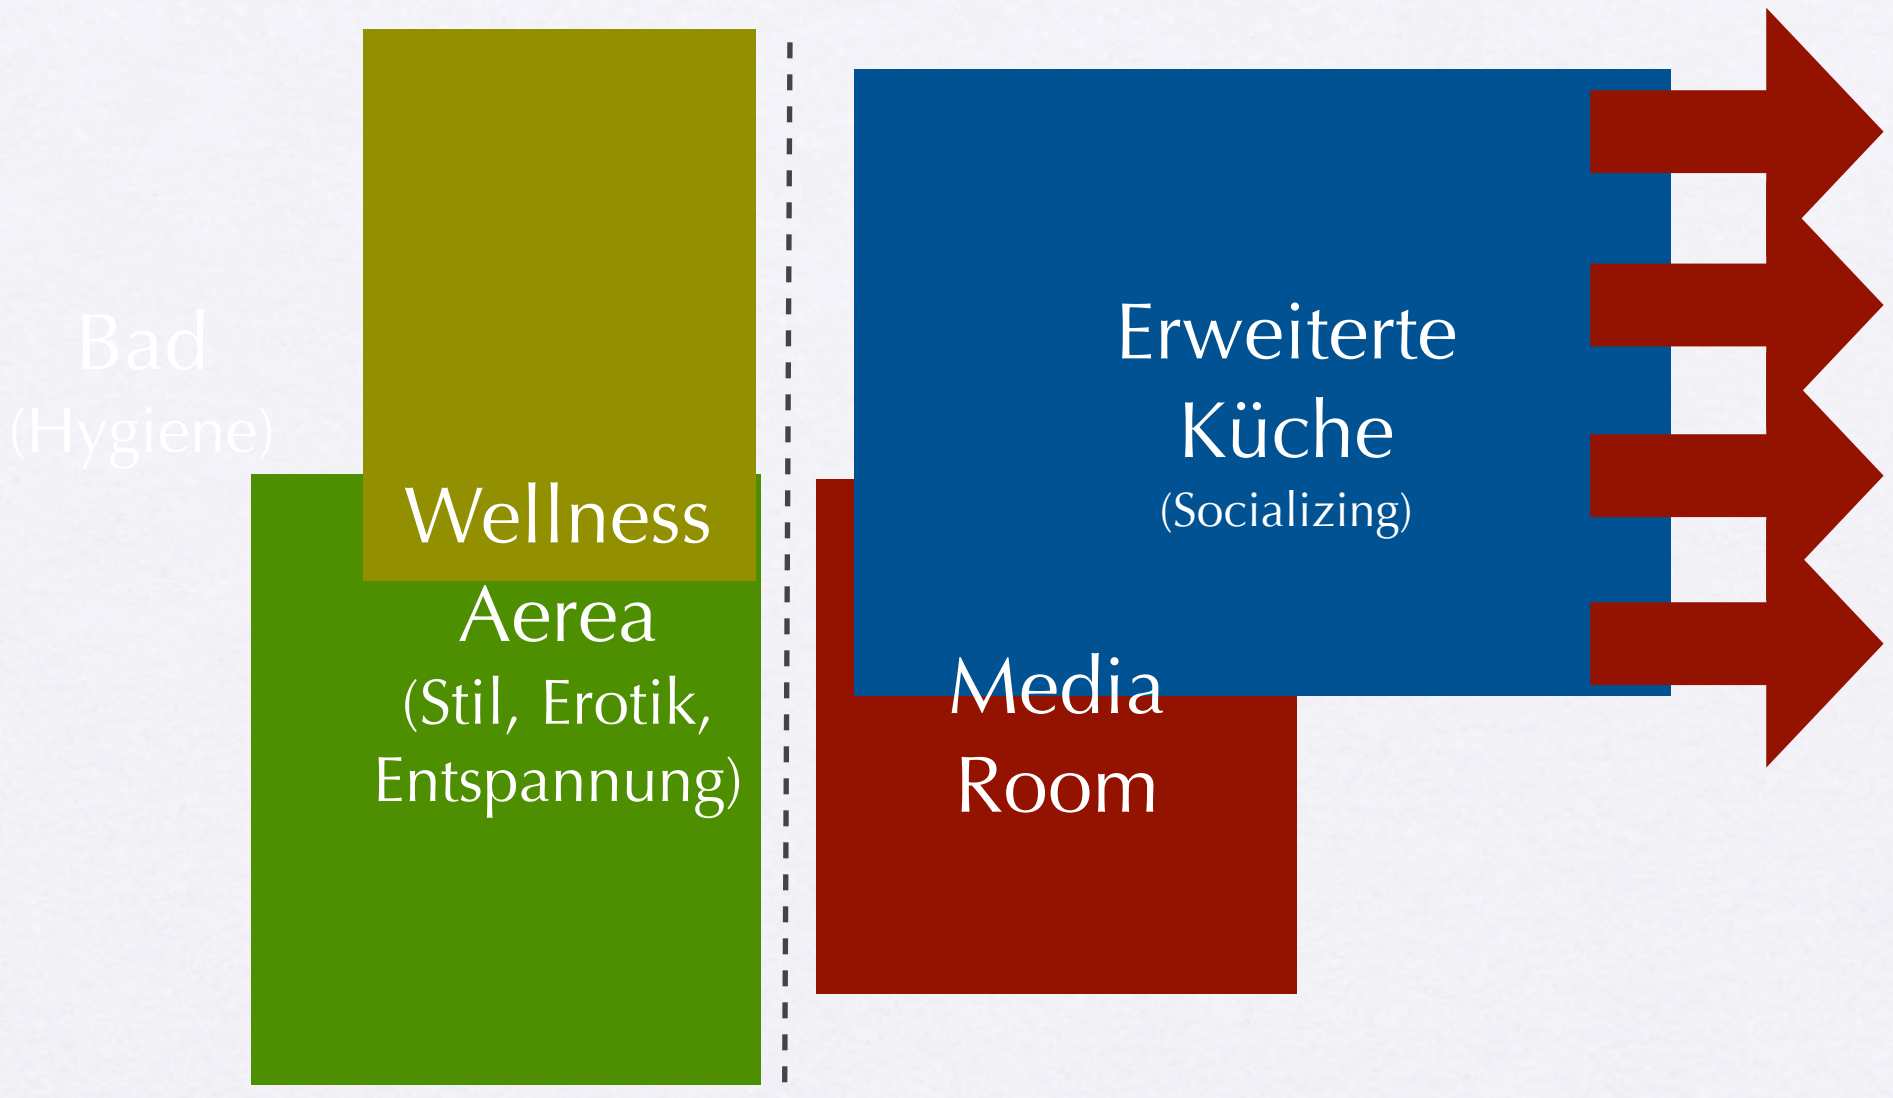 Bad
(Hygiene)
Wellness
Aerea
(Stil, Erotik,
Entspannung)
Erweiterte
Küche
(Socializing)
Media
Room